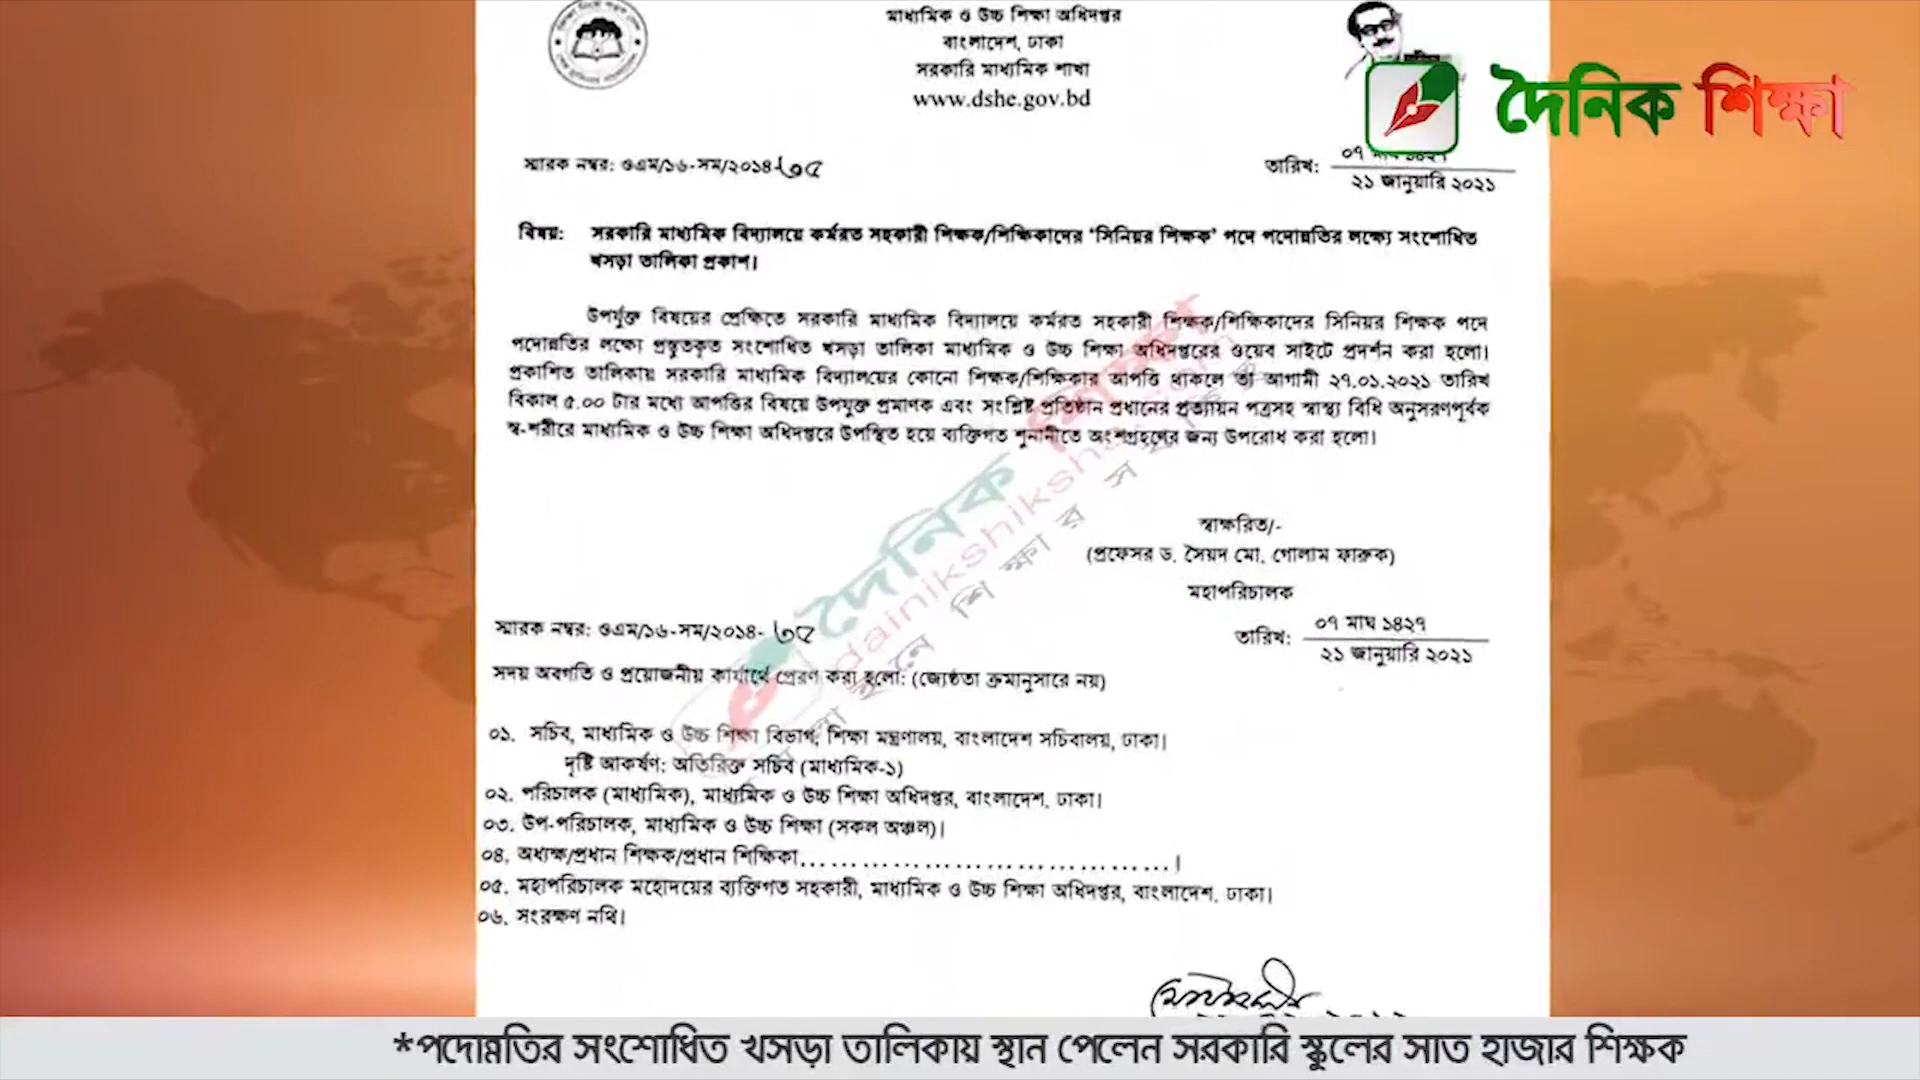 মাধ্যমিক ও উচ্চ শিক্ষা অধিদপ্তর
বাংলাদেশ, ঢাকা
সরকারি মাধ্যমিক শাখা
www.dshe.gov.bd
দৈনিক শিক্ষা
স্মারক নম্বর: ওএম/১৬-সম/২০১৪-৩৫
তারিখ: ০৭ মাঘ ১৪২৭
২১ জানুয়ারি ২০২১
বিষয়: সরকারি মাধ্যমিক বিদ্যালয়ে কর্মরত সহকারী শিক্ষক/শিক্ষিকাদের ‘সিনিয়র শিক্ষক’ পদে পদোন্নতির লক্ষ্যে সংশোধিত
খসড়া তালিকা প্রকাশ।
উপর্যুক্ত বিষয়ের প্রেক্ষিতে সরকারি মাধ্যমিক বিদ্যালয়ে কর্মরত সহকারী শিক্ষক/শিক্ষিকাদের সিনিয়র শিক্ষক পদে
পদোন্নতির লক্ষ্যে প্রস্তুতকৃত সংশোধিত খসড়া তালিকা মাধ্যমিক ও উচ্চ শিক্ষা অধিদপ্তরের ওয়েব সাইটে প্রদর্শন করা হলো।
প্রকাশিত তালিকায় সরকারি মাধ্যমিক বিদ্যালয়ের কোনো শিক্ষক/শিক্ষিকার আপত্তি থাকলে তা আগামী ২৭.০১.২০২১ তারিখ
বিকাল ৫.০০ টার মধ্যে আপত্তির বিষয়ে উপযুক্ত প্রমাণক এবং সংশ্লিষ্ট প্রতিষ্ঠান প্রধানের প্রত্যায়ন পত্রসহ স্বাস্থ্য বিধি অনুসরণপূর্বক
স্ব-শরীরে মাধ্যমিক ও উচ্চ শিক্ষা অধিদপ্তরে উপস্থিত হয়ে ব্যক্তিগত শুনানীতে অংশগ্রহণের জন্য উপরোধ করা হলো।
দৈনিক শিক্ষা
dainikshiksha
স্বাক্ষরিত/-
(প্রফেসর ড. সৈয়দ মো. গোলাম ফারুক)
মহাপরিচালক
স্মারক নম্বর: ওএম/১৬-সম/২০১৪- ৩৫
তারিখ: ০৭ মাঘ ১৪২৭
২১ জানুয়ারি ২০২১
সদয় অবগতি ও প্রয়োজনীয় কার্যার্থে প্রেরণ করা হলো: (জ্যেষ্ঠতা ক্রমানুসারে নয়)
০১. সচিব, মাধ্যমিক ও উচ্চ শিক্ষা বিভাগ, শিক্ষা মন্ত্রণালয়, বাংলাদেশ সচিবালয়, ঢাকা।
দৃষ্টি আকর্ষণ: অতিরিক্ত সচিব (মাধ্যমিক-১)
০২. পরিচালক (মাধ্যমিক), মাধ্যমিক ও উচ্চ শিক্ষা অধিদপ্তর, বাংলাদেশ, ঢাকা।
০৩. উপ-পরিচালক, মাধ্যমিক ও উচ্চ শিক্ষা (সকল অঞ্চল)।
০৪. অধ্যক্ষ/প্রধান শিক্ষক/প্রধান শিক্ষিকা.................................।
০৫. মহাপরিচালক মহোদয়ের ব্যক্তিগত সহকারী, মাধ্যমিক ও উচ্চ শিক্ষা অধিদপ্তর, বাংলাদেশ, ঢাকা।
০৬. সংরক্ষণ নথি।
*পদোন্নতির সংশোধিত খসড়া তালিকায় স্থান পেলেন সরকারি স্কুলের সাত হাজার শিক্ষক